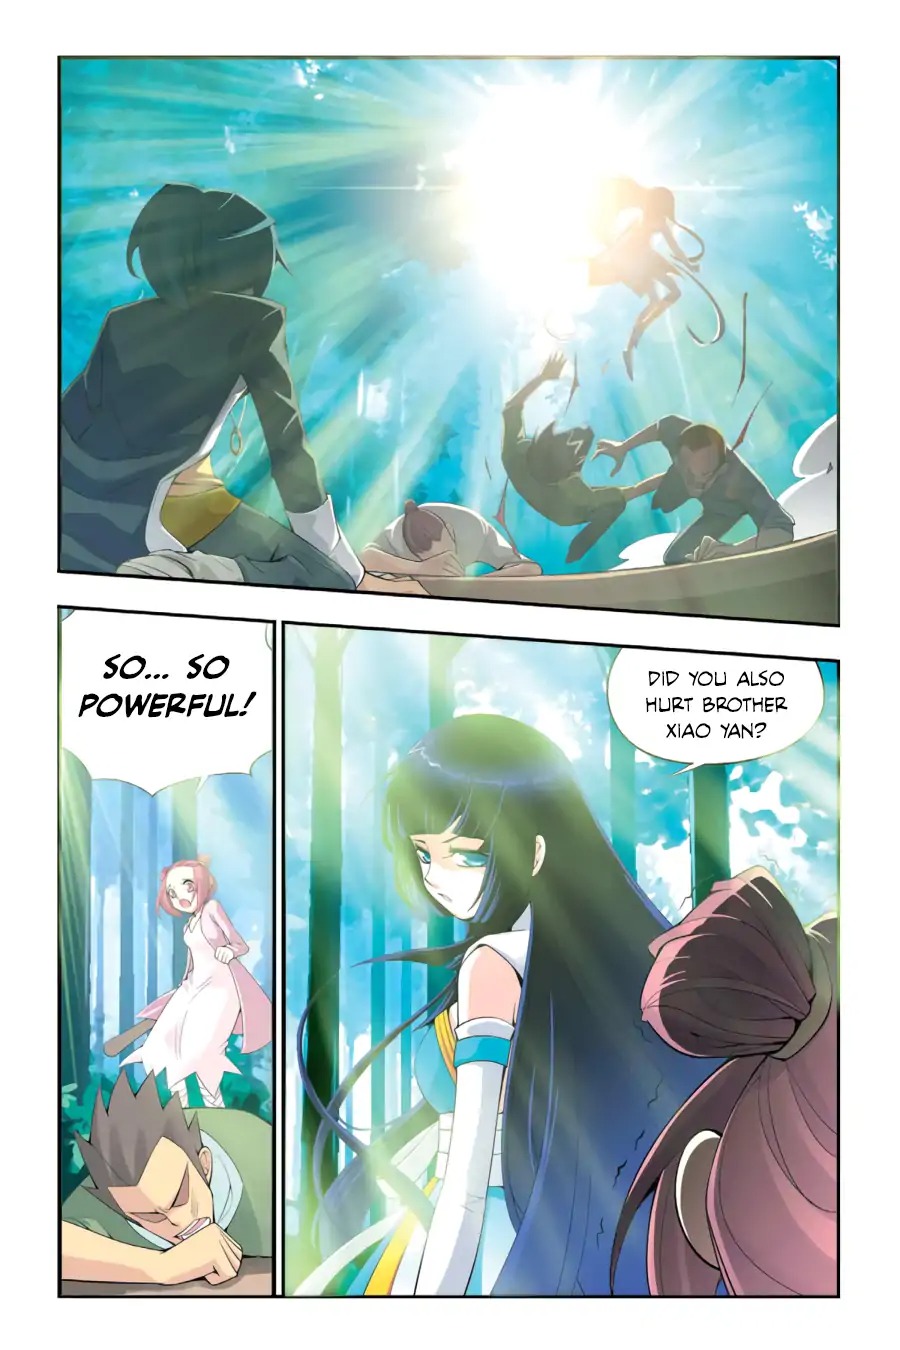 SO... SO
POWERFUL!
DID YOU ALSO
HURT BROTHER
XIAO YAN?